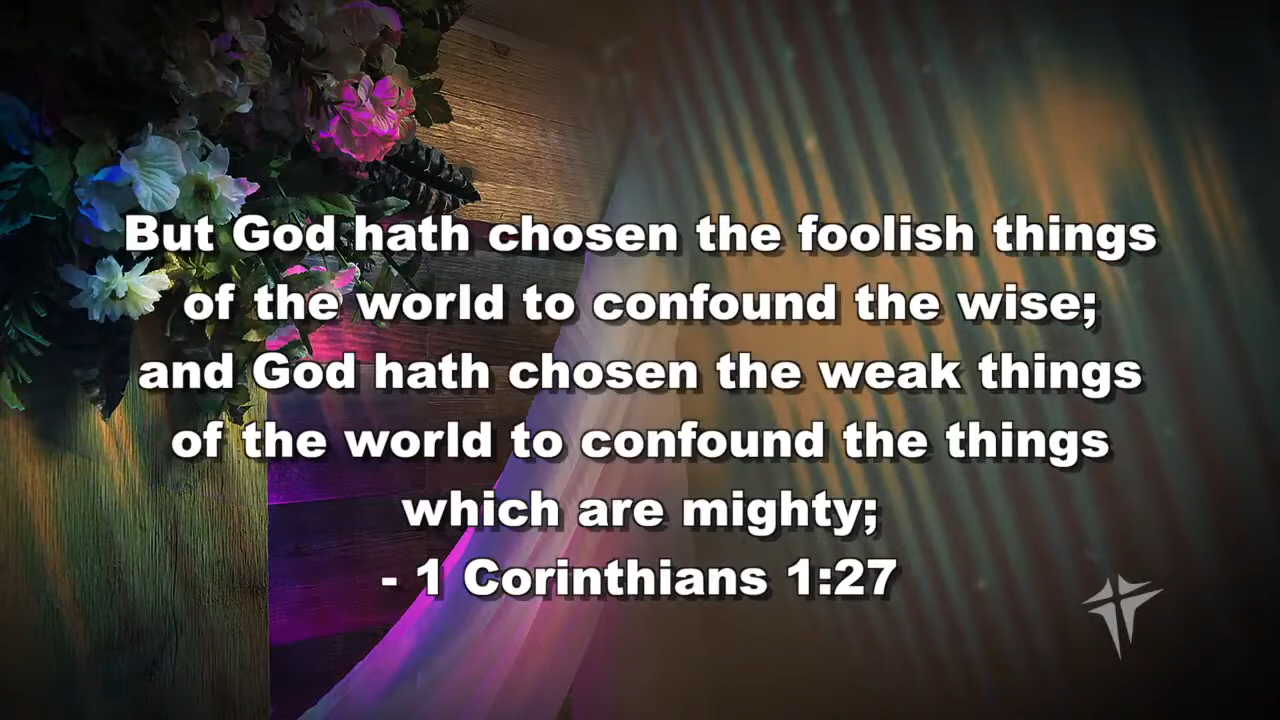 But God hath chosen the foolish things
of the world to confound the wise;
and God hath chosen the weak things
of the world to confound the things
which are mighty;
- 1 Corinthians 1:27